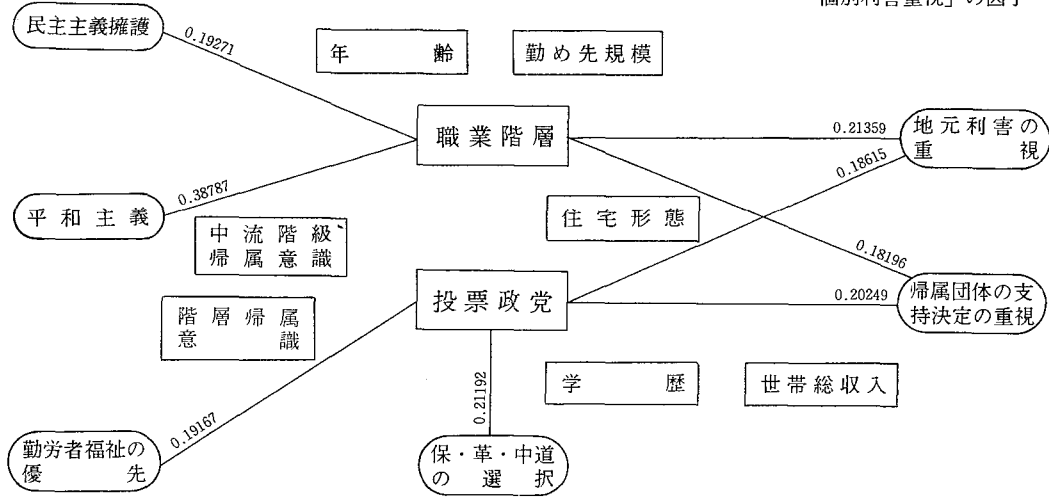 個別利害重視」の因子
民主主義擁護
0.19271
年齢
勤め先規模
職業階層
0.21359
地元利害の
重視
0.18615
0.38787
平和主義
中流階級
帰属意識
住宅形態
0.18196
投票政党
0.20249
帰属団体の支
持決定の重視
階層帰属
意識
0.21192
学歴
世帯総収入
0.19167
勤労者福祉の
優先
保・革・中道
の選択